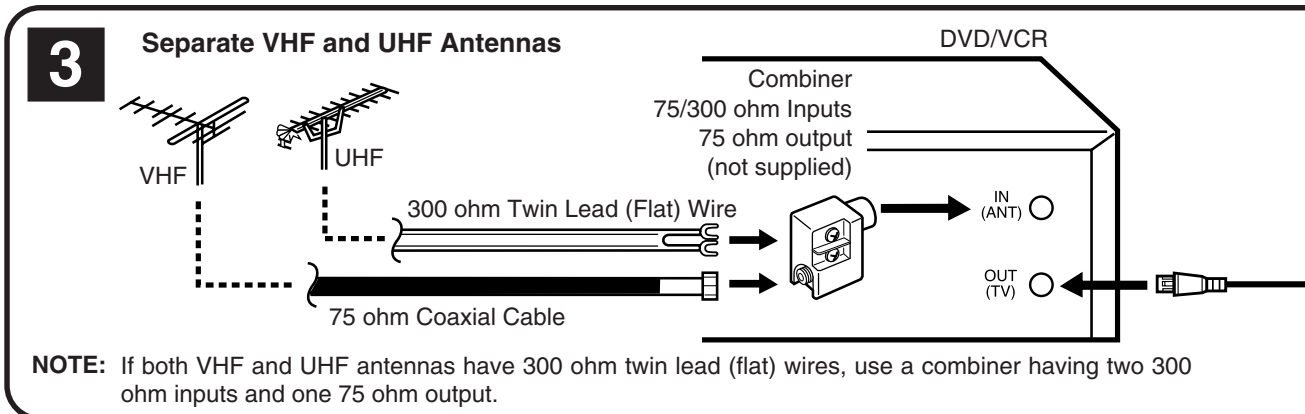 3
Separate VHF and UHF Antennas
DVD/VCR
Combiner
75/300 ohm Inputs
75 ohm output
(not supplied)
VHF
UHF
300 ohm Twin Lead (Flat) Wire
IN
(ANT)
OUT
(TV)
75 ohm Coaxial Cable
NOTE: If both VHF and UHF antennas have 300 ohm twin lead (flat) wires, use a combiner having two 300
ohm inputs and one 75 ohm output.